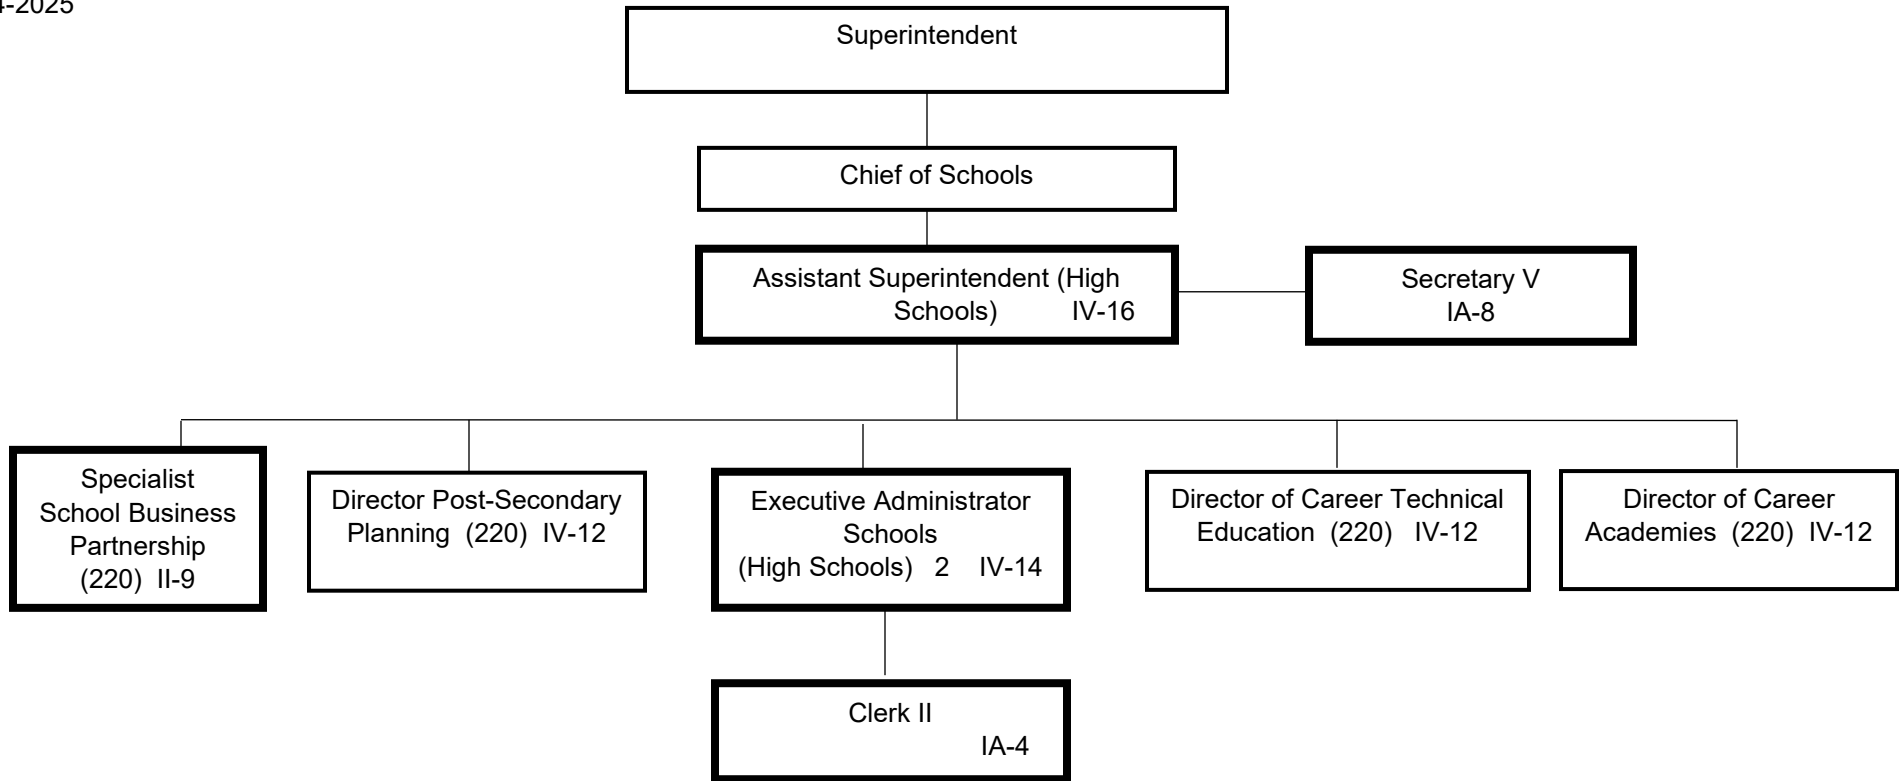 4-2025
Superintendent
Chief of Schools
Assistant Superintendent (High
Schools) IV-16
Secretary V
IA-8
Specialist
School Business
Partnership
(220) II-9
Director Post-Secondary
Planning (220) IV-12
Executive Administrator
Schools
(High Schools) 2 IV-14
Director of Career Technical
Education (220) IV-12
Director of Career
Academies (220) IV-12
Clerk II
IA-4